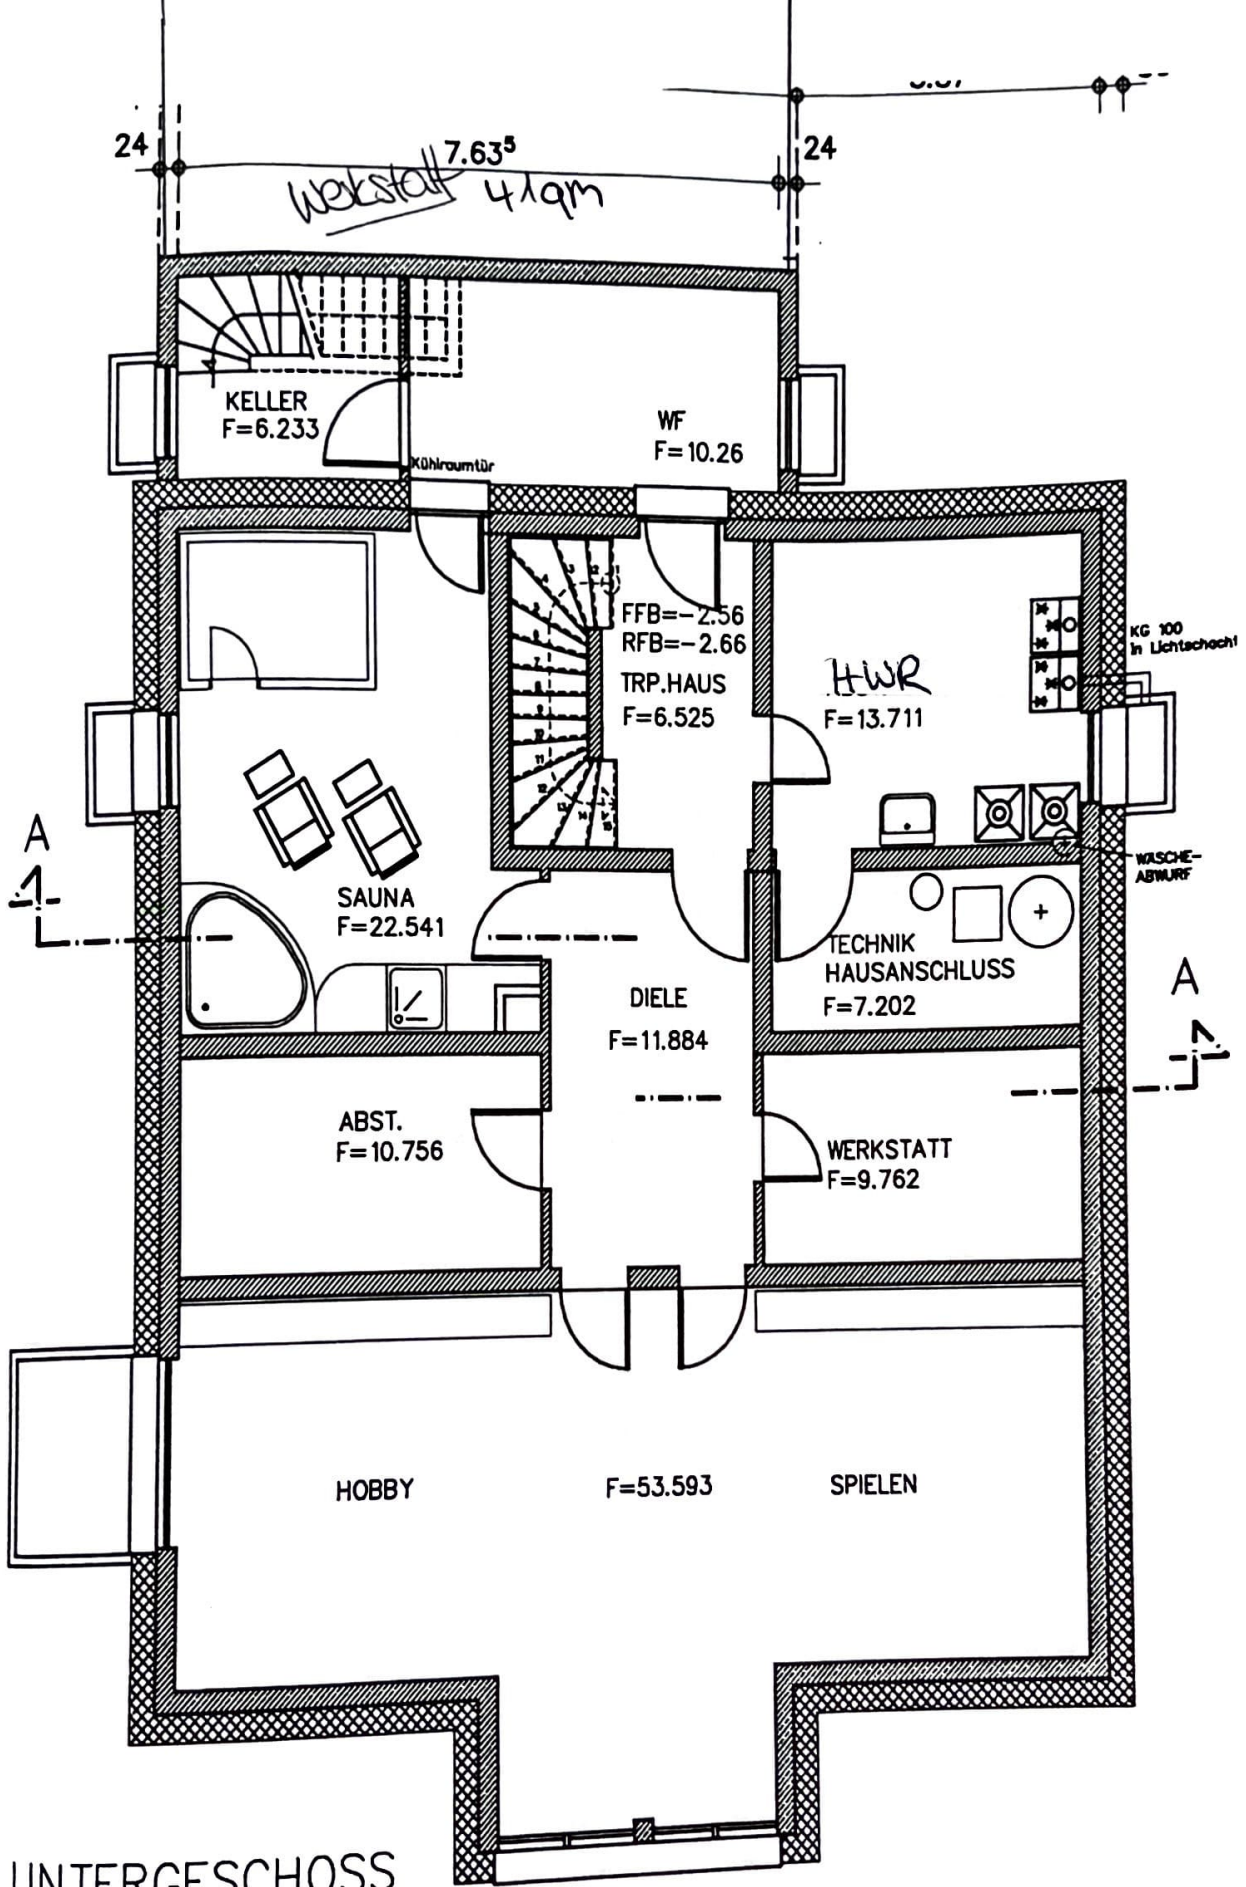 24
7.63⁵
24
Werkstatt 41qm
KELLER
F=6.233
WF
F=10.26
Kühlraumtür
FFB=-2.56
RFB=-2.66
TRP.HAUS
F=6.525
HWR
F=13.711
KG 100
in Lichtschacht
WÄSCHE-
ABWURF
A
SAUNA
F=22.541
TECHNIK
HAUSANSCHLUSS
F=7.202
A
DIELE
F=11.884
ABST.
F=10.756
WERKSTATT
F=9.762
HOBBY
F=53.593
SPIELEN
UNTERGESCHOSS